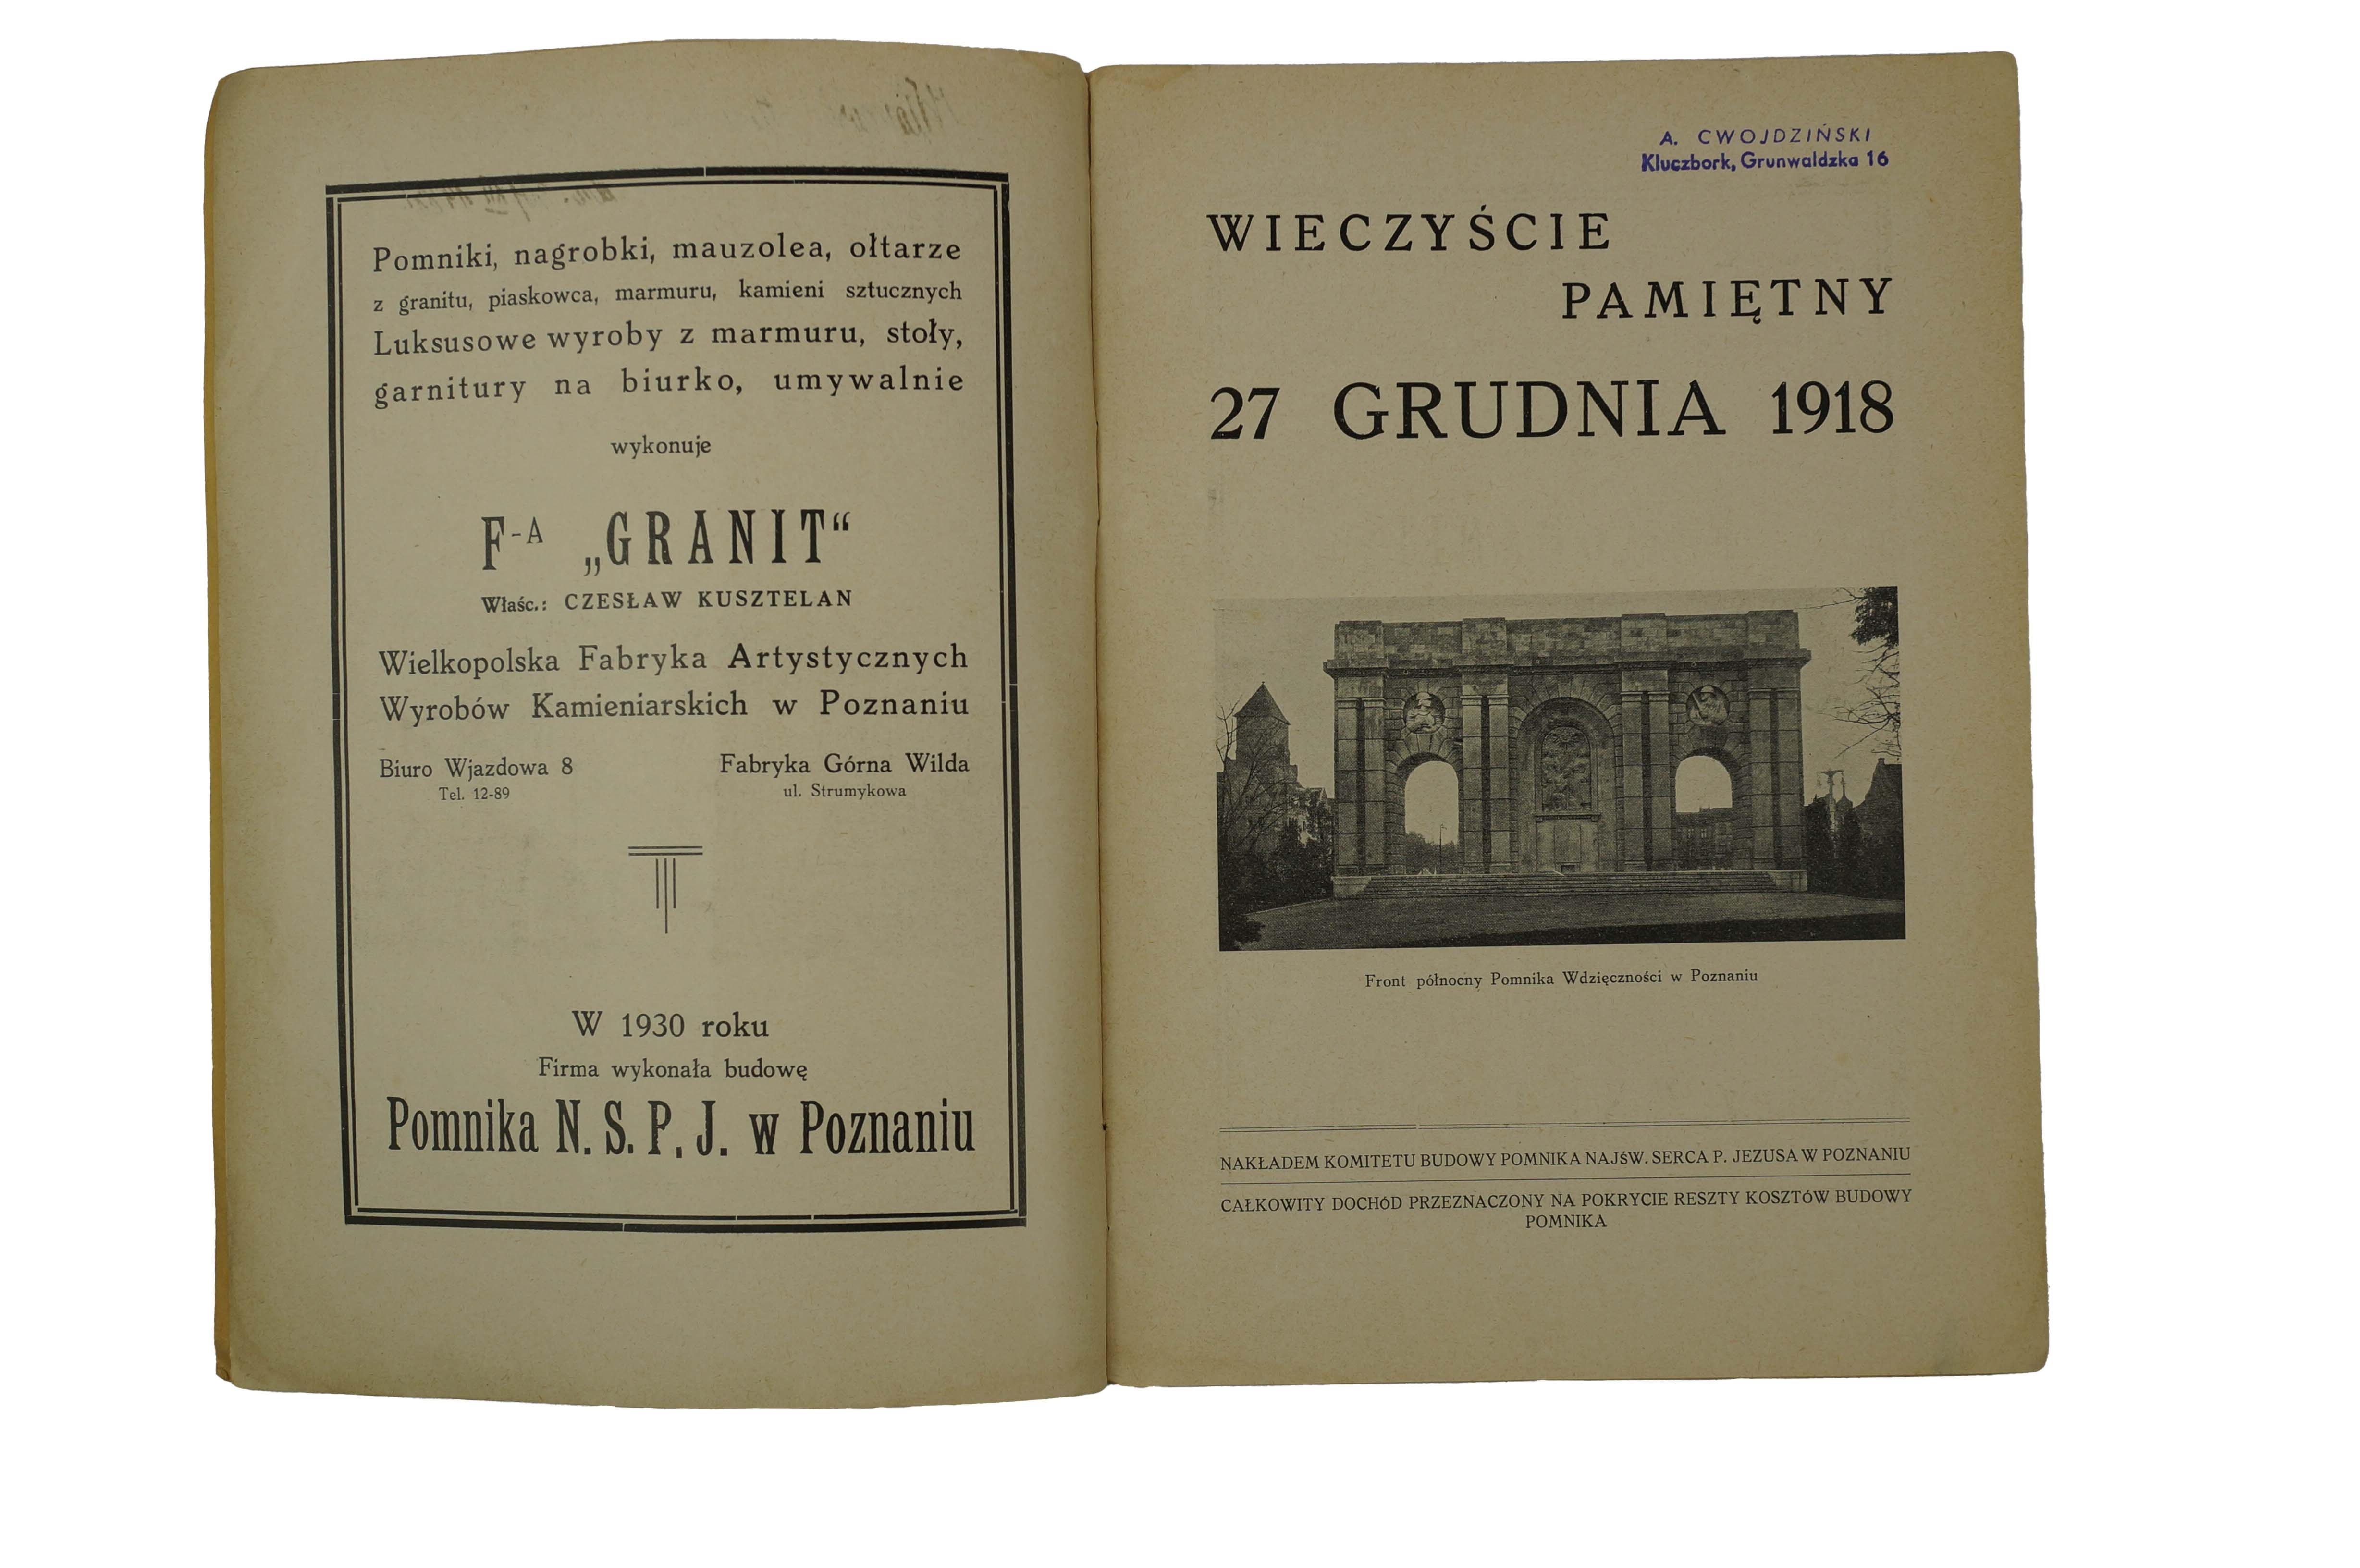 Pomniki, nagrobki, mauzolea, ołtarze
z granitu, piaskowca, marmuru, kamieni sztucznych
Luksusowe wyroby z marmuru, stoły,
garnitury na biurko, umywalnie
wykonuje
F-A „GRANIT“
Właśc.: CZESŁAW KUSZTELAN
Wielkopolska Fabryka Artystycznych
Wyrobów Kamieniarskich w Poznaniu
Biuro Wjazdowa 8
Tel. 12-89
Fabryka Górna Wilda
ul. Strumykowa
W 1930 roku
Firma wykonała budowę
Pomnika N. S. P. J. w Poznaniu
A. CWOJDZIŃSKI
Kluczbork, Grunwaldzka 16
WIECZYŚCIE
PAMIĘTNY
27 GRUDNIA 1918
Front północny Pomnika Wdzięczności w Poznaniu
NAKŁADEM KOMITETU BUDOWY POMNIKA NAJŚW. SERCA P. JEZUSA W POZNANIU
CAŁKOWITY DOCHÓD PRZEZNACZONY NA POKRYCIE RESZTY KOSZTÓW BUDOWY
POMNIKA